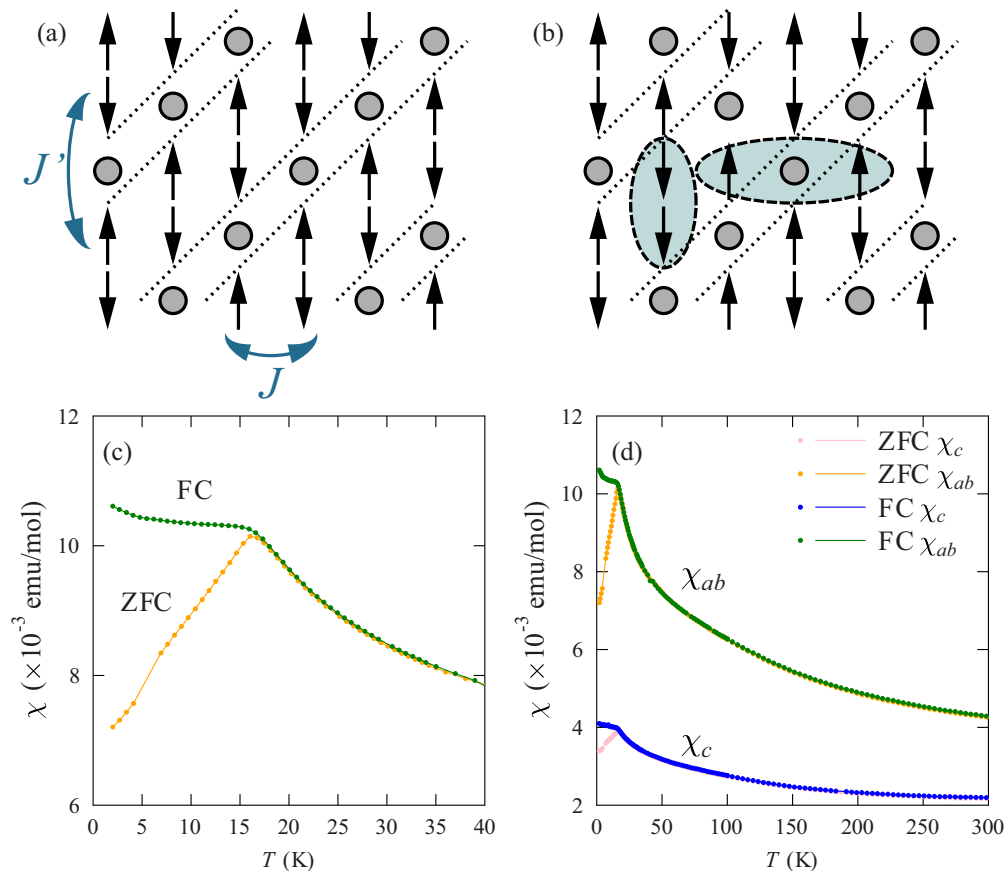 (a)
(b)
J’
J
(c)
12
10
8
6
χ (×10⁻³ emu/mol)
FC
ZFC
0 5 10 15 20 25 30 35 40
T (K)
(d)
12
10
8
6
4
2
χ (×10⁻³ emu/mol)
ZFC χ_c
ZFC χ_ab
FC χ_c
FC χ_ab
χ_ab
χ_c
0 50 100 150 200 250 300
T (K)